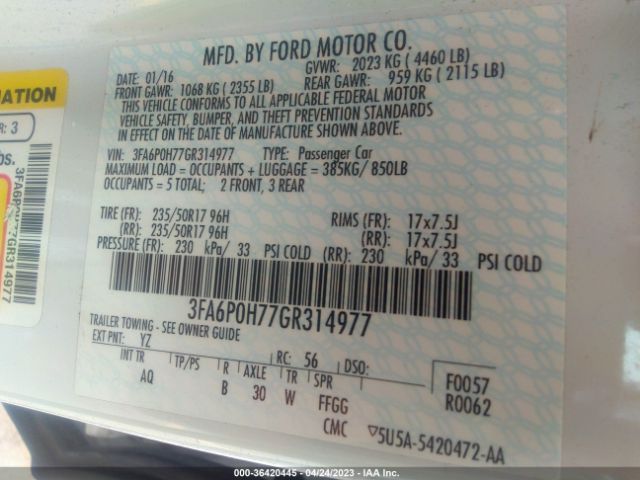 MFD. BY FORD MOTOR CO.
DATE: 01/16 GVWR: 2023 KG ( 4460 LB)
FRONT GAWR: 1068 KG ( 2355 LB) REAR GAWR: 959 KG ( 2115 LB)
THIS VEHICLE CONFORMS TO ALL APPLICABLE FEDERAL MOTOR
VEHICLE SAFETY, BUMPER, AND THEFT PREVENTION STANDARDS
IN EFFECT ON THE DATE OF MANUFACTURE SHOWN ABOVE.
VIN: 3FA6P0H77GR314977 TYPE: Passenger Car
MAXIMUM LOAD = OCCUPANTS + LUGGAGE = 385KG/ 850LB
OCCUPANTS = 5 TOTAL; 2 FRONT, 3 REAR
TIRE (FR): 235/50R17 96H RIMS (FR): 17x7.5J
(RR): 235/50R17 96H (RR): 17x7.5J
PRESSURE (FR): 230 kPa/ 33 PSI COLD (RR): 230 kPa/ 33 PSI COLD
3FA6P0H77GR314977
TRAILER TOWING - SEE OWNER GUIDE
EXT PNT: YZ RC: 56 DSO:
INT TR TP/PS R AXLE TR SPR F0057
AQ B 30 W FFGG R0062
CMC ▽5U5A-5420472-AA
MATION
R: 3
bs.
3FA6P0H77GR314977
000-36420445 - 04/24/2023 - IAA Inc.